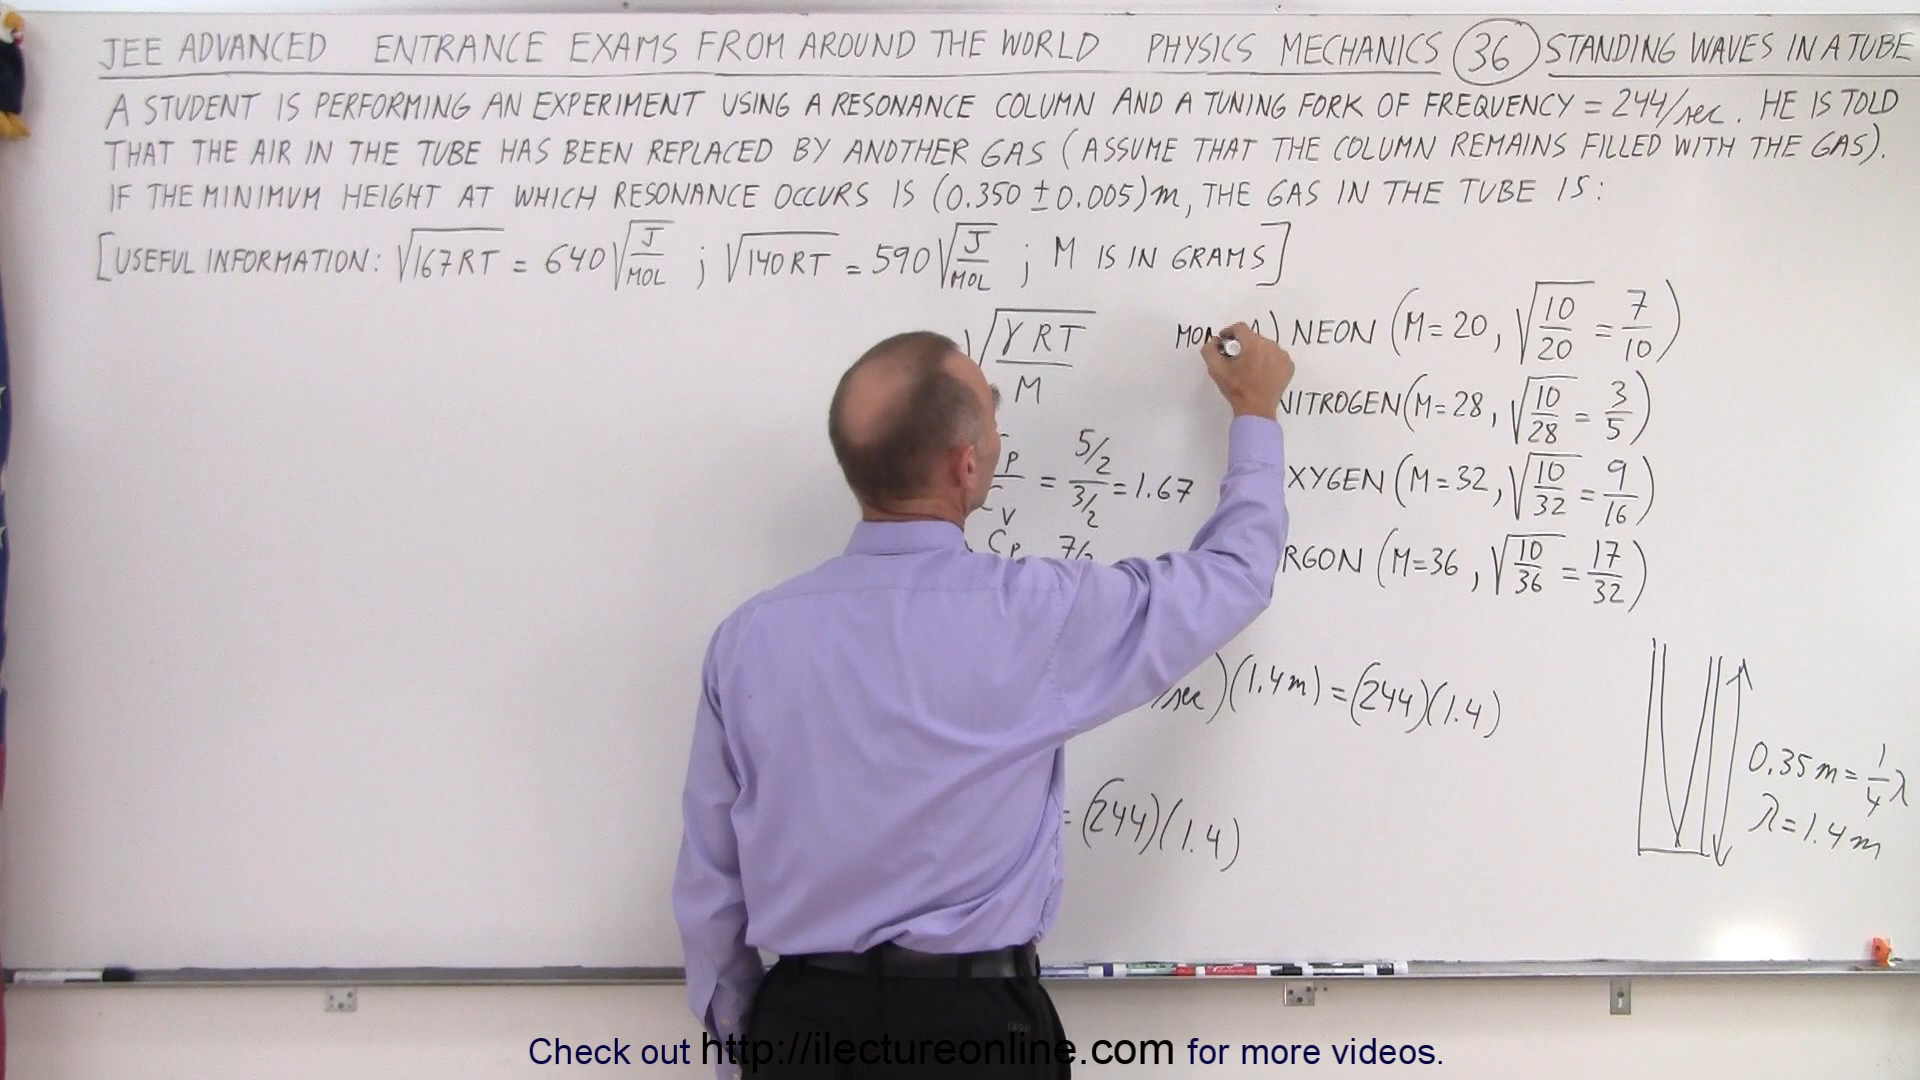 JEE ADVANCED ENTRANCE EXAMS FROM AROUND THE WORLD PHYSICS MECHANICS 36 STANDING WAVES IN A TUBE
A STUDENT IS PERFORMING AN EXPERIMENT USING A RESONANCE COLUMN AND A TUNING FORK OF FREQUENCY = 244/sec. HE IS TOLD
THAT THE AIR IN THE TUBE HAS BEEN REPLACED BY ANOTHER GAS (ASSUME THAT THE COLUMN REMAINS FILLED WITH THE GAS).
IF THE MINIMUM HEIGHT AT WHICH RESONANCE OCCURS IS (0.350 ± 0.005)m, THE GAS IN THE TUBE IS:
[USEFUL INFORMATION: √167RT = 640 √J/MOL ; √140RT = 590 √J/MOL ; M IS IN GRAMS]
√γRT/M
MON A) NEON (M=20, √10/20 = 7/10)
NITROGEN (M=28, √10/28 = 3/5)
P/V = 5/2 / 3/2 = 1.67
XYGEN (M=32, √10/32 = 9/16)
Cp 7/2
RGON (M=36, √10/36 = 17/32)
/sec)(1.4m) = (244)(1.4)
0.35m = 1/4 λ
λ = 1.4m
= (244)(1.4)
Check out http://ilectureonline.com for more videos.